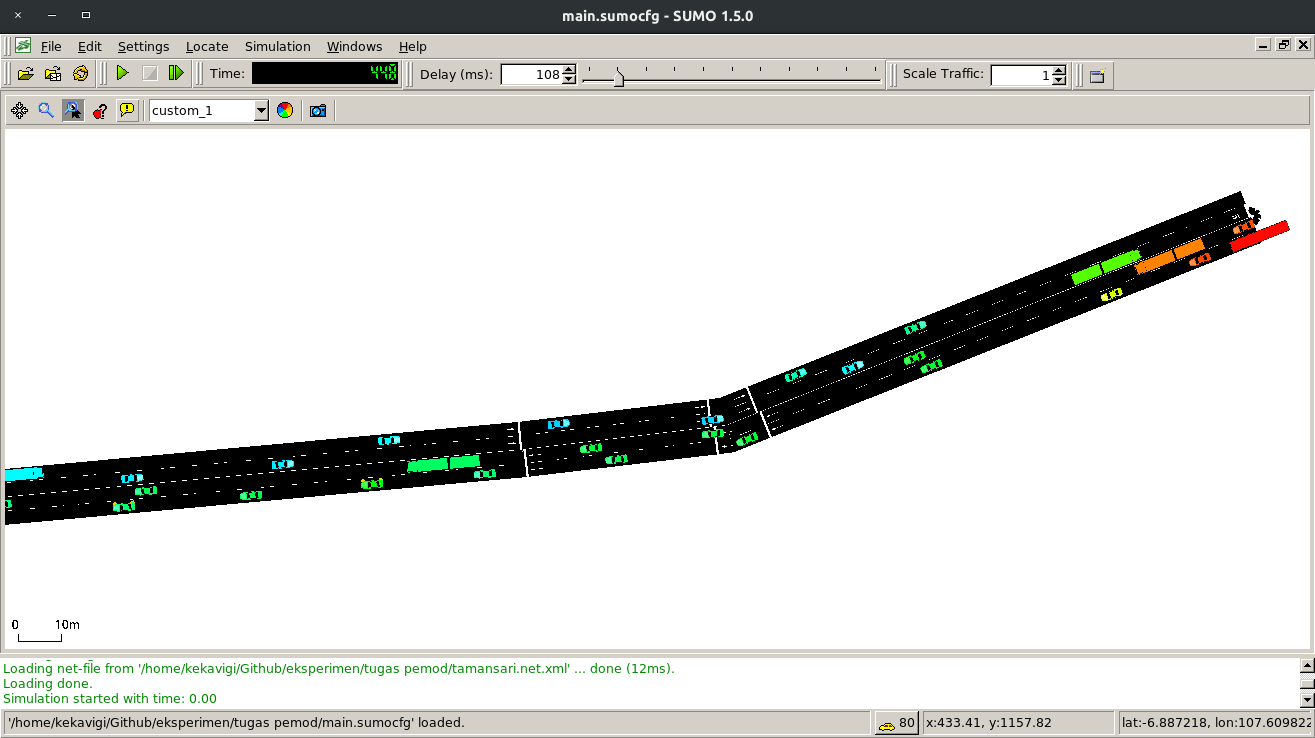 main.sumocfg - SUMO 1.5.0
File Edit Settings Locate Simulation Windows Help
Time: 448 Delay (ms): 108 Scale Traffic: 1
custom_1
0 10m
Loading net-file from '/home/kekavigi/Github/eksperimen/tugas pemod/tamansari.net.xml' ... done (12ms).
Loading done.
Simulation started with time: 0.00
'/home/kekavigi/Github/eksperimen/tugas pemod/main.sumocfg' loaded. 80 x:433.41, y:1157.82 lat:-6.887218, lon:107.609822